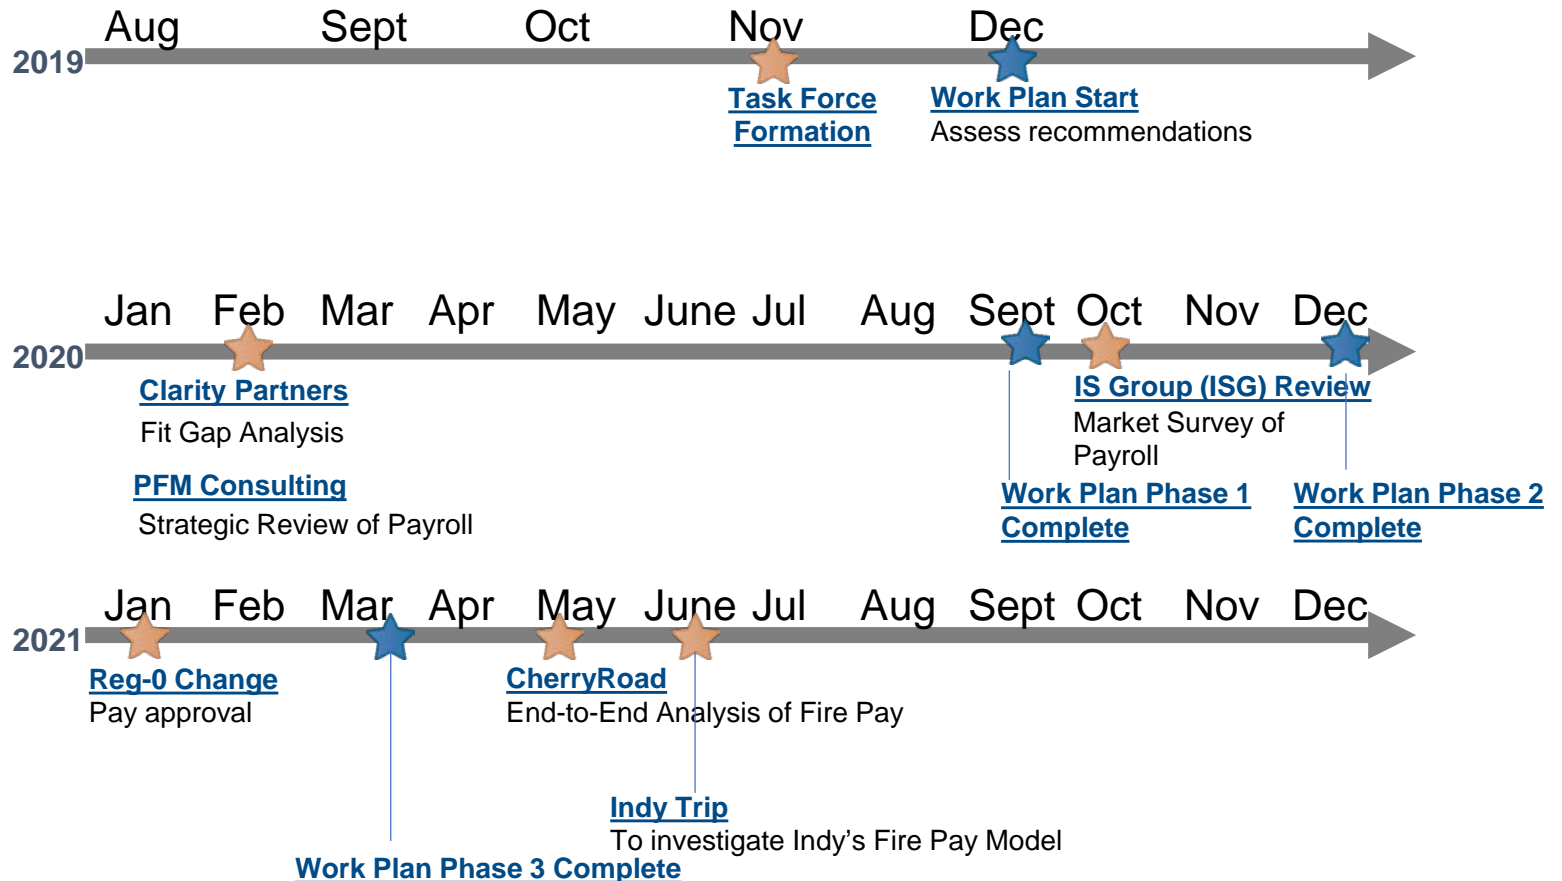 Aug Sept Oct Nov Dec
2019
Task Force
Formation
Work Plan Start
Assess recommendations
Jan Feb Mar Apr May June Jul Aug Sept Oct Nov Dec
2020
Clarity Partners
Fit Gap Analysis
PFM Consulting
Strategic Review of Payroll
IS Group (ISG) Review
Market Survey of
Payroll
Work Plan Phase 1
Complete
Work Plan Phase 2
Complete
Jan Feb Mar Apr May June Jul Aug Sept Oct Nov Dec
2021
Reg-0 Change
Pay approval
CherryRoad
End-to-End Analysis of Fire Pay
Indy Trip
To investigate Indy's Fire Pay Model
Work Plan Phase 3 Complete